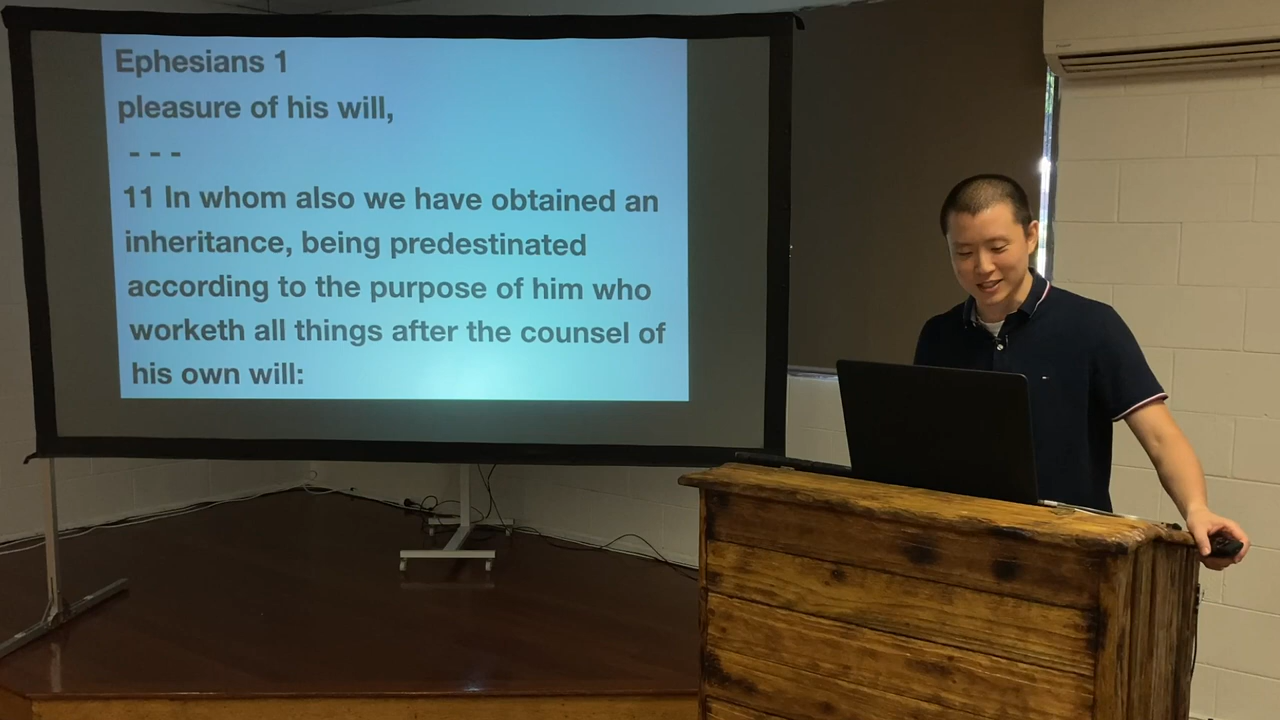 Ephesians 1
pleasure of his will,
- - -
11 In whom also we have obtained an
inheritance, being predestinated
according to the purpose of him who
worketh all things after the counsel of
his own will: